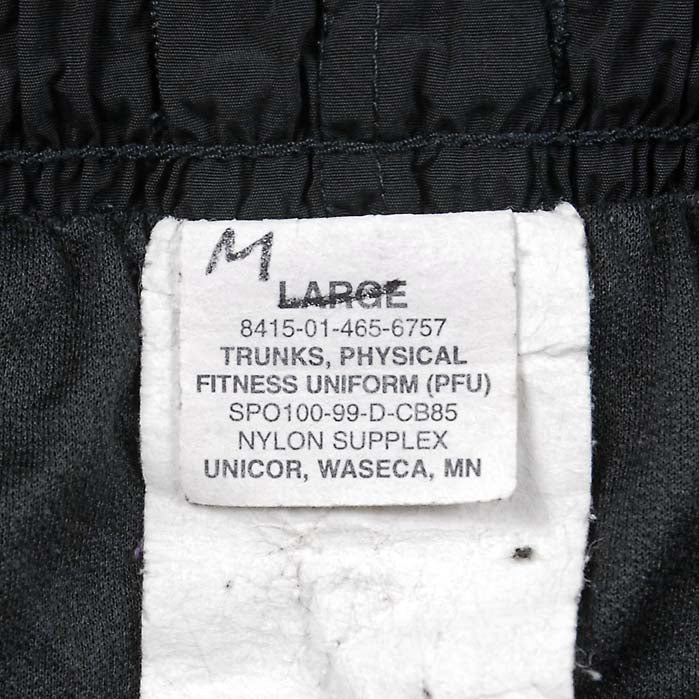 M
LARGE
8415-01-465-6757
TRUNKS, PHYSICAL
FITNESS UNIFORM (PFU)
SPO100-99-D-CB85
NYLON SUPPLEX
UNICOR, WASECA, MN